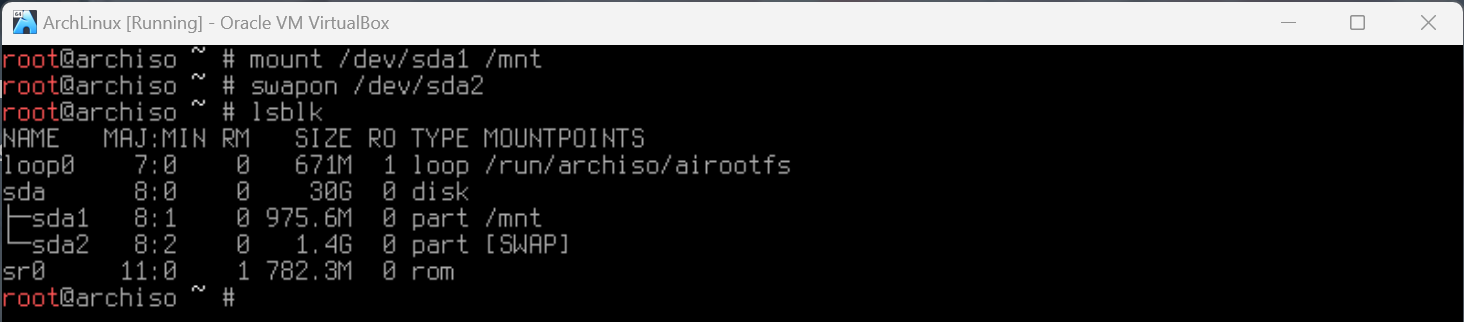 ArchLinux [Running] - Oracle VM VirtualBox
root@archiso ~ # mount /dev/sda1 /mnt
root@archiso ~ # swapon /dev/sda2
root@archiso ~ # lsblk
NAME   MAJ:MIN RM   SIZE RO TYPE MOUNTPOINTS
loop0    7:0    0   671M  1 loop /run/archiso/airootfs
sda      8:0    0    30G  0 disk
├─sda1   8:1    0 975.6M  0 part /mnt
└─sda2   8:2    0   1.4G  0 part [SWAP]
sr0     11:0    1 782.3M  0 rom
root@archiso ~ #